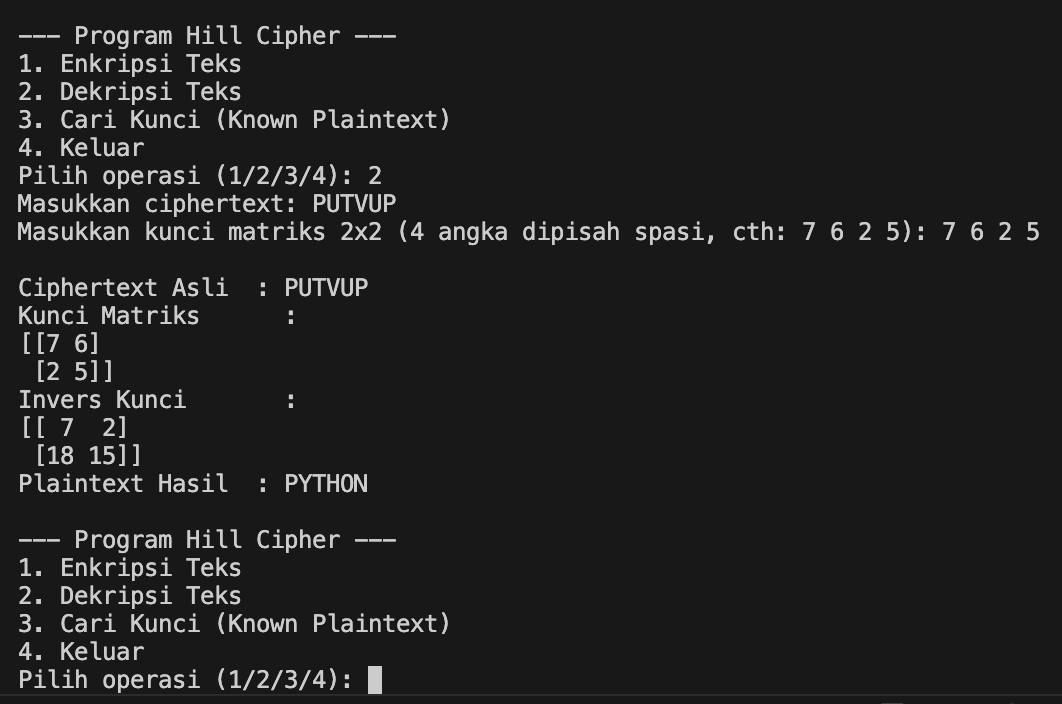 --- Program Hill Cipher ---
1. Enkripsi Teks
2. Dekripsi Teks
3. Cari Kunci (Known Plaintext)
4. Keluar
Pilih operasi (1/2/3/4): 2
Masukkan ciphertext: PUTVUP
Masukkan kunci matriks 2x2 (4 angka dipisah spasi, cth: 7 6 2 5): 7 6 2 5
Ciphertext Asli  : PUTVUP
Kunci Matriks      :
[[7 6]
 [2 5]]
Invers Kunci       :
[[ 7  2]
 [18 15]]
Plaintext Hasil  : PYTHON
--- Program Hill Cipher ---
1. Enkripsi Teks
2. Dekripsi Teks
3. Cari Kunci (Known Plaintext)
4. Keluar
Pilih operasi (1/2/3/4):